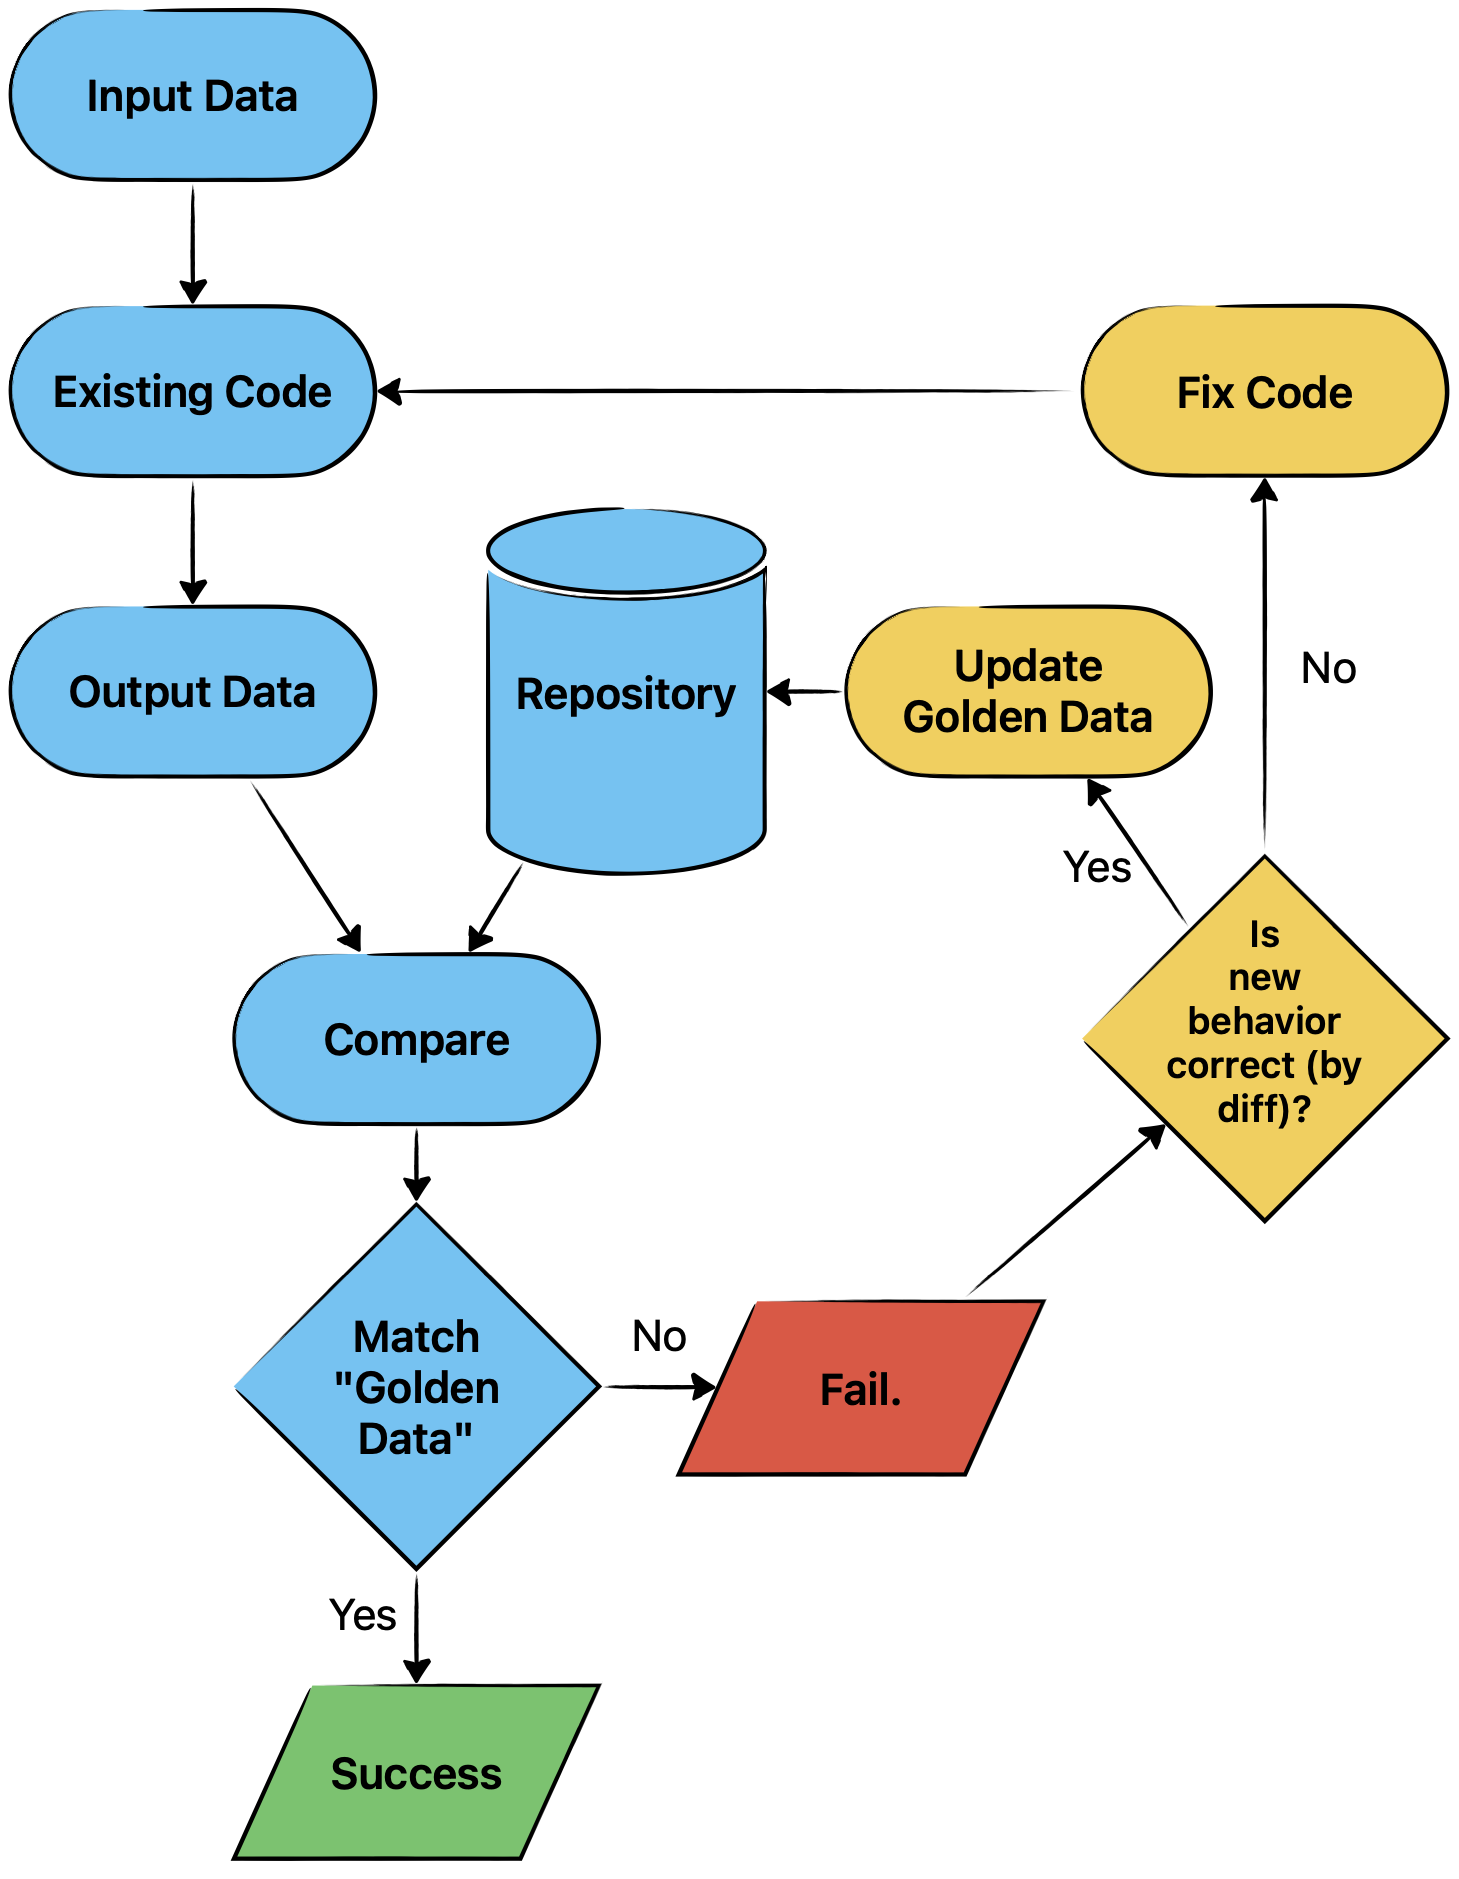 Input Data
Existing Code
Fix Code
Output Data
Repository
Update
Golden Data
No
Yes
Is
new
behavior
correct (by
diff)?
Compare
Match
"Golden
Data"
No
Fail.
Yes
Success